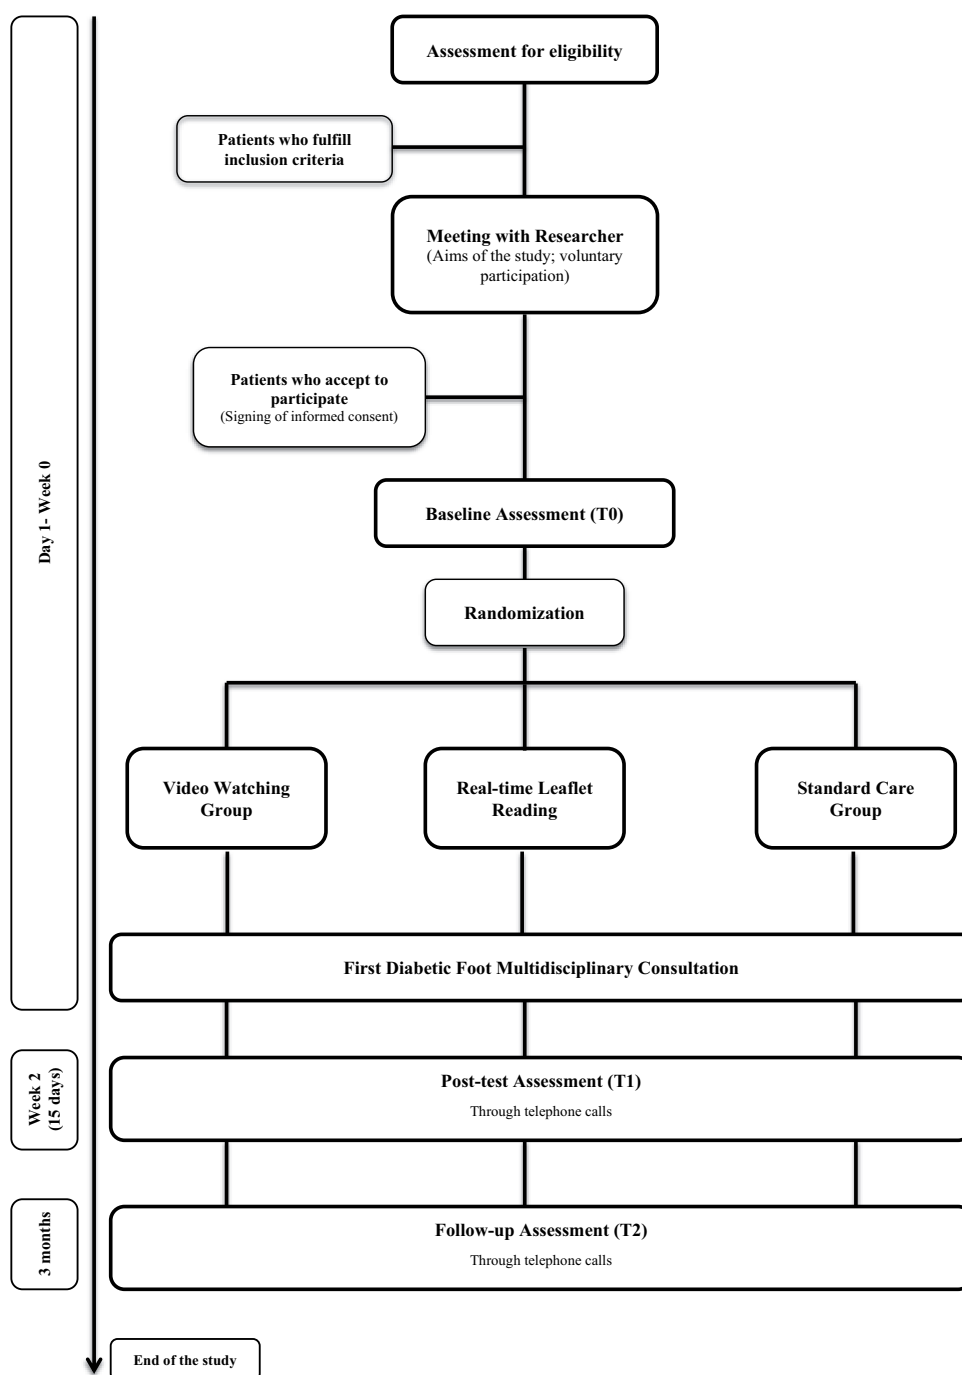 Assessment for eligibility
Patients who fulfill
inclusion criteria
Meeting with Researcher
(Aims of the study; voluntary
participation)
Patients who accept to
participate
(Signing of informed consent)
Day 1- Week 0
Baseline Assessment (T0)
Randomization
Video Watching
Group
Real-time Leaflet
Reading
Standard Care
Group
First Diabetic Foot Multidisciplinary Consultation
Week 2
(15 days)
Post-test Assessment (T1)
Through telephone calls
3 months
Follow-up Assessment (T2)
Through telephone calls
End of the study